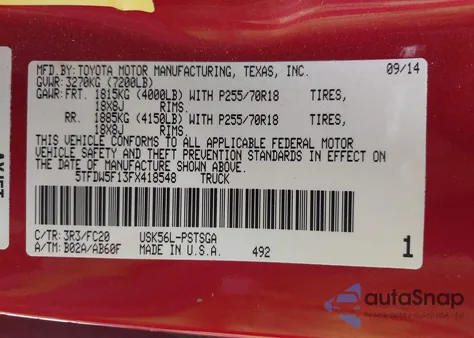 MFD.BY: TOYOTA MOTOR MANUFACTURING, TEXAS, INC. 09/14
GVWR: 3270KG (7200LB)
GAWR: FRT. 1815KG (4000LB) WITH P255/70R18 TIRES,
18X8J RIMS.
RR. 1885KG (4150LB) WITH P255/70R18 TIRES,
18X8J RIMS.
THIS VEHICLE CONFORMS TO ALL APPLICABLE FEDERAL MOTOR
VEHICLE SAFETY AND THEFT PREVENTION STANDARDS IN EFFECT ON
THE DATE OF MANUFACTURE SHOWN ABOVE.
5TFDW5F13FX418548 TRUCK
C/TR: 3R3/FC20 USK56L-PSTSGA
A/TM: B02A/AB60F MADE IN U.S.A. 492 1
autoSnap